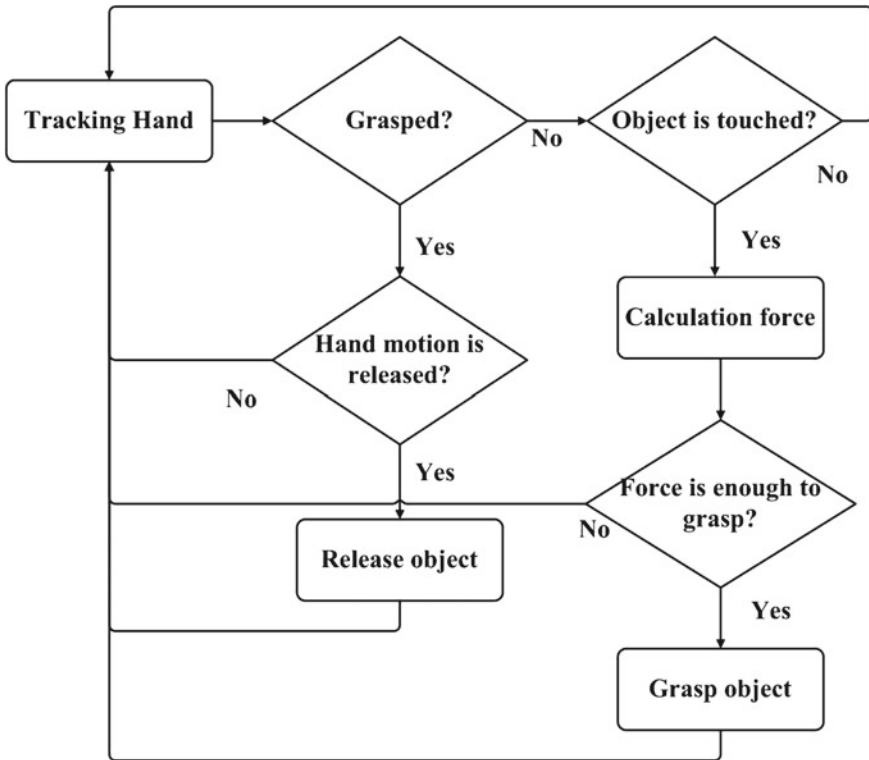 Tracking Hand
Grasped?
No
Object is touched?
No
Yes
Yes
Calculation force
Hand motion is
released?
No
Yes
Force is enough to
grasp?
No
Release object
Yes
Grasp object